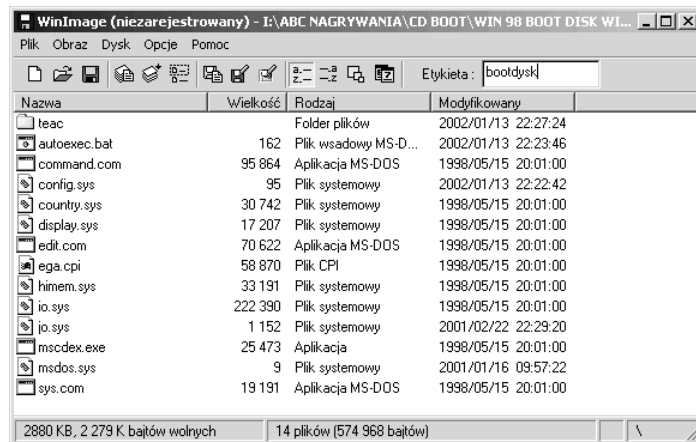 WinImage (niezarejestrowany) - I:\ABC NAGRYWANIA\CD BOOT\WIN 98 BOOT DISK WI...
Plik Obraz Dysk Opcje Pomoc
Etykieta : bootdysk
Nazwa Wielkość Rodzaj Modyfikowany
teac Folder plików 2002/01/13 22:27:24
autoexec.bat 162 Plik wsadowy MS-D... 2002/01/13 22:23:46
command.com 95 864 Aplikacja MS-DOS 1998/05/15 20:01:00
config.sys 95 Plik systemowy 2002/01/13 22:22:42
country.sys 30 742 Plik systemowy 1998/05/15 20:01:00
display.sys 17 207 Plik systemowy 1998/05/15 20:01:00
edit.com 70 622 Aplikacja MS-DOS 1998/05/15 20:01:00
ega.cpi 58 870 Plik CPI 1998/05/15 20:01:00
himem.sys 33 191 Plik systemowy 1998/05/15 20:01:00
io.sys 222 390 Plik systemowy 1998/05/15 20:01:00
jo.sys 1 152 Plik systemowy 2001/02/22 22:29:20
mscdex.exe 25 473 Aplikacja 1998/05/15 20:01:00
msdos.sys 9 Plik systemowy 2001/01/16 09:57:22
sys.com 19 191 Aplikacja MS-DOS 1998/05/15 20:01:00
2880 KB, 2 279 K bajtów wolnych 14 plików (574 968 bajtów) \